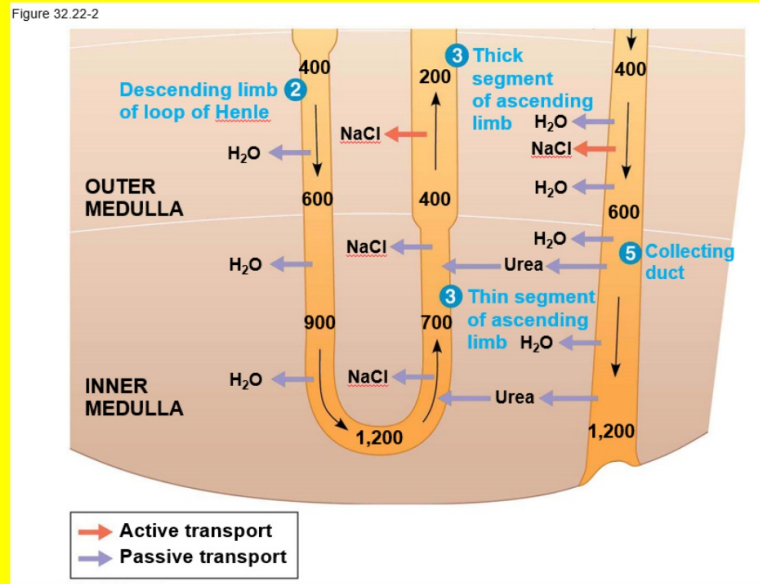 Figure 32.22-2
400
Descending limb
of loop of Henle
2
200
3
Thick
segment
of ascending
limb
400
H₂O
NaCl
H₂O
NaCl
H₂O
OUTER
MEDULLA
600
400
600
NaCl
H₂O
5
Collecting
duct
H₂O
Urea
3
Thin segment
of ascending
limb
900
700
H₂O
H₂O
NaCl
INNER
MEDULLA
Urea
1,200
1,200
Active transport
Passive transport